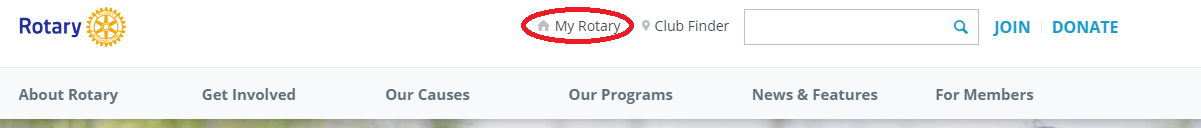 Rotary My Rotary Club Finder JOIN DONATE
About Rotary Get Involved Our Causes Our Programs News & Features For Members